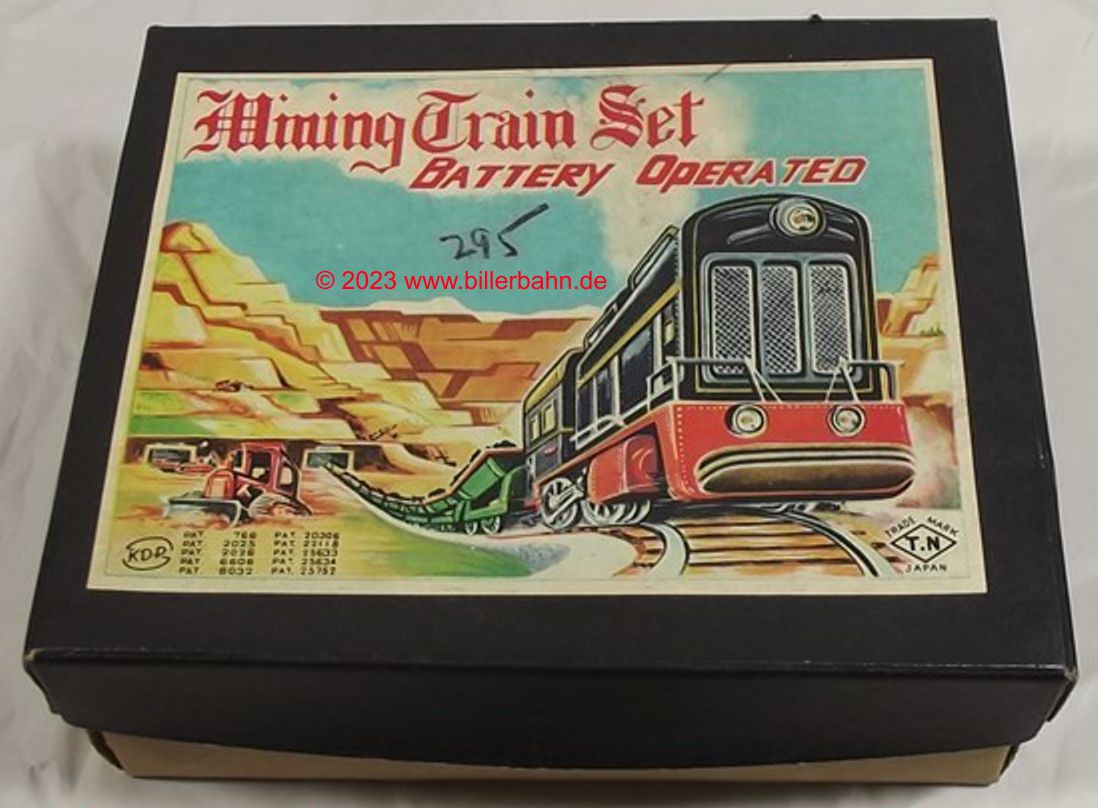 Mining Train Set
BATTERY OPERATED
295
© 2023 www.billerbahn.de
KDP
PAT. 766 PAT. 20306
PAT. 2025 PAT. 22118
PAT. 2026 PAT. 25633
PAT. 6606 PAT. 25634
PAT. 8032 PAT. 25752
TRADE MARK
T.N
JAPAN